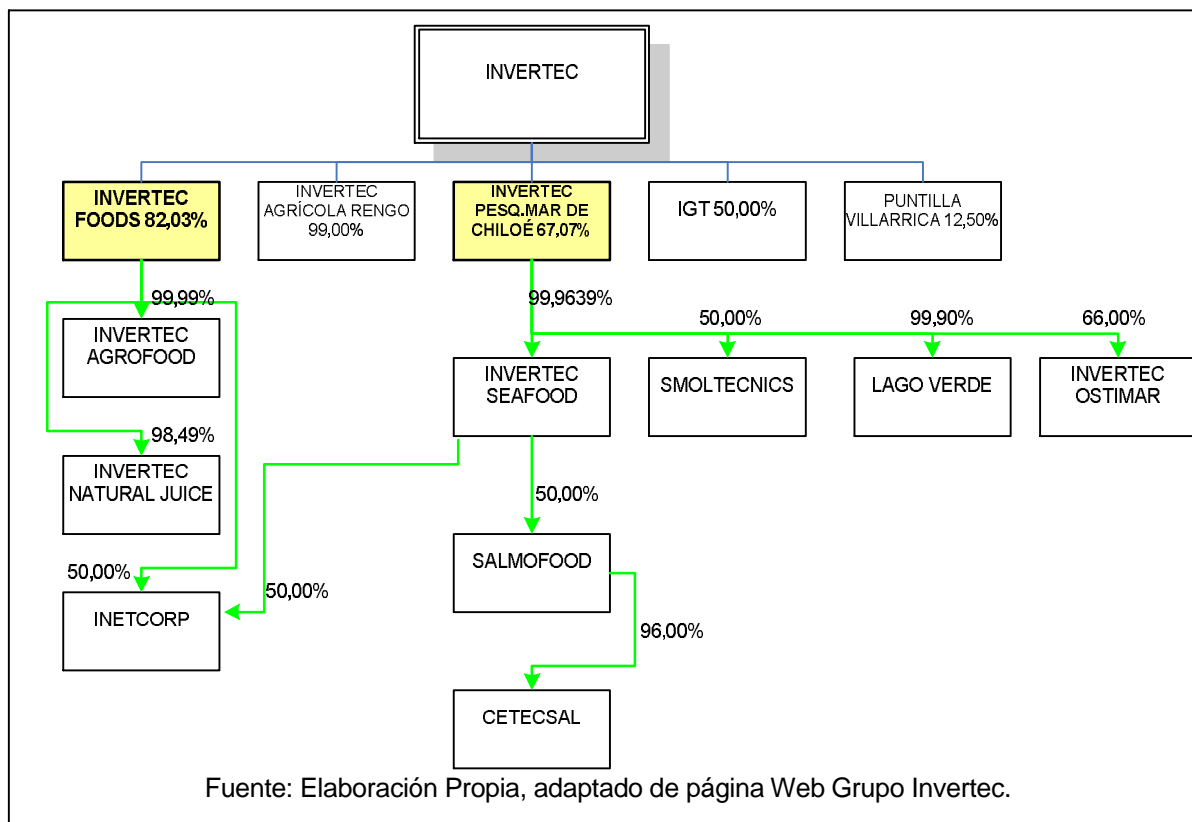 INVERTEC
INVERTEC
FOODS 82,03%
INVERTEC
AGRÍCOLA RENGO
99,00%
INVERTEC
PESQ.MAR DE
CHILOÉ 67,07%
IGT 50,00%
PUNTILLA
VILLARRICA 12,50%
99,99%
99,9639%
50,00%
99,90%
66,00%
INVERTEC
AGROFOOD
INVERTEC
SEAFOOD
SMOLTECNICS
LAGO VERDE
INVERTEC
OSTIMAR
98,49%
INVERTEC
NATURAL JUICE
50,00%
SALMOFOOD
50,00%
50,00%
INETCORP
96,00%
CETECSAL
Fuente: Elaboración Propia, adaptado de página Web Grupo Invertec.